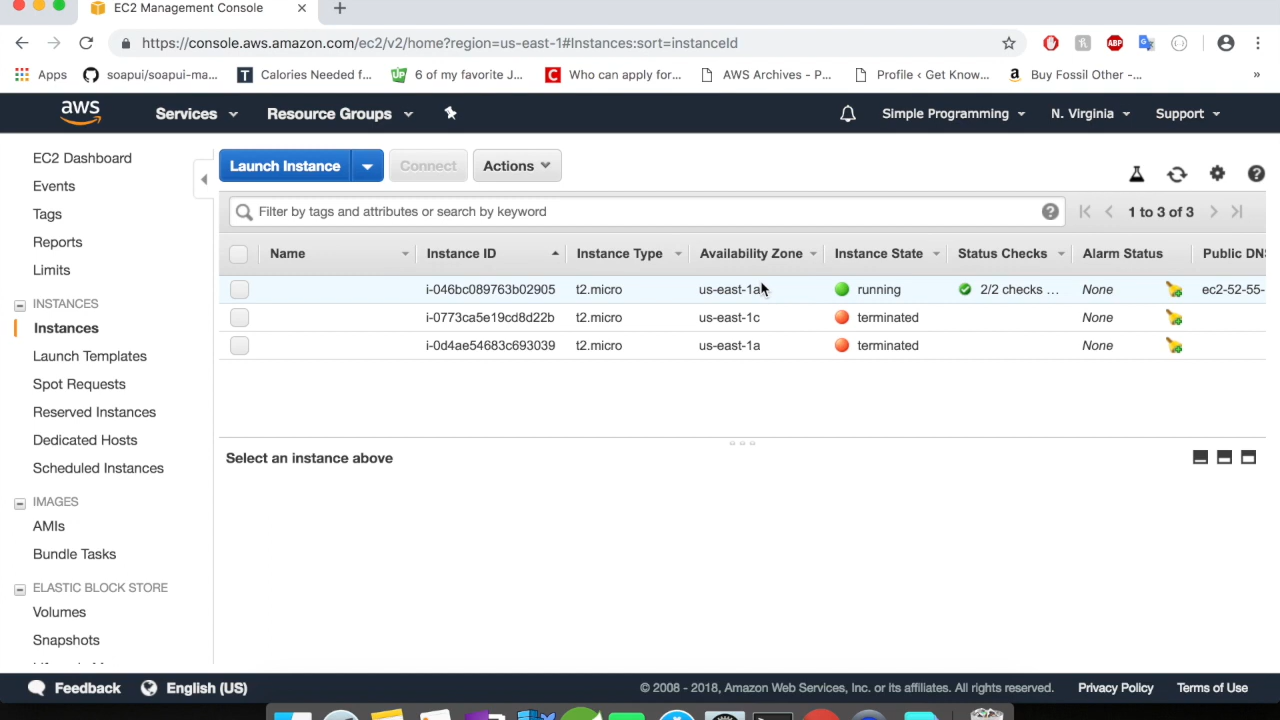 EC2 Management Console
https://console.aws.amazon.com/ec2/v2/home?region=us-east-1#Instances:sort=instanceId
ABP
Apps soapui/soapui-ma... T Calories Needed f... UP 6 of my favorite J... C Who can apply for... AWS Archives - P... Profile ‹ Get Know... a Buy Fossil Other -... »
aws Services Resource Groups Simple Programming N. Virginia Support
EC2 Dashboard
Events
Tags
Reports
Limits
INSTANCES
Instances
Launch Templates
Spot Requests
Reserved Instances
Dedicated Hosts
Scheduled Instances
IMAGES
AMIs
Bundle Tasks
ELASTIC BLOCK STORE
Volumes
Snapshots
Launch Instance Connect Actions
Filter by tags and attributes or search by keyword 1 to 3 of 3
Name Instance ID Instance Type Availability Zone Instance State Status Checks Alarm Status Public DNS
i-046bc089763b02905 t2.micro us-east-1a running 2/2 checks ... None ec2-52-55-
i-0773ca5e19cd8d22b t2.micro us-east-1c terminated None
i-0d4ae54683c693039 t2.micro us-east-1a terminated None
Select an instance above
Feedback English (US) © 2008 - 2018, Amazon Web Services, Inc. or its affiliates. All rights reserved. Privacy Policy Terms of Use